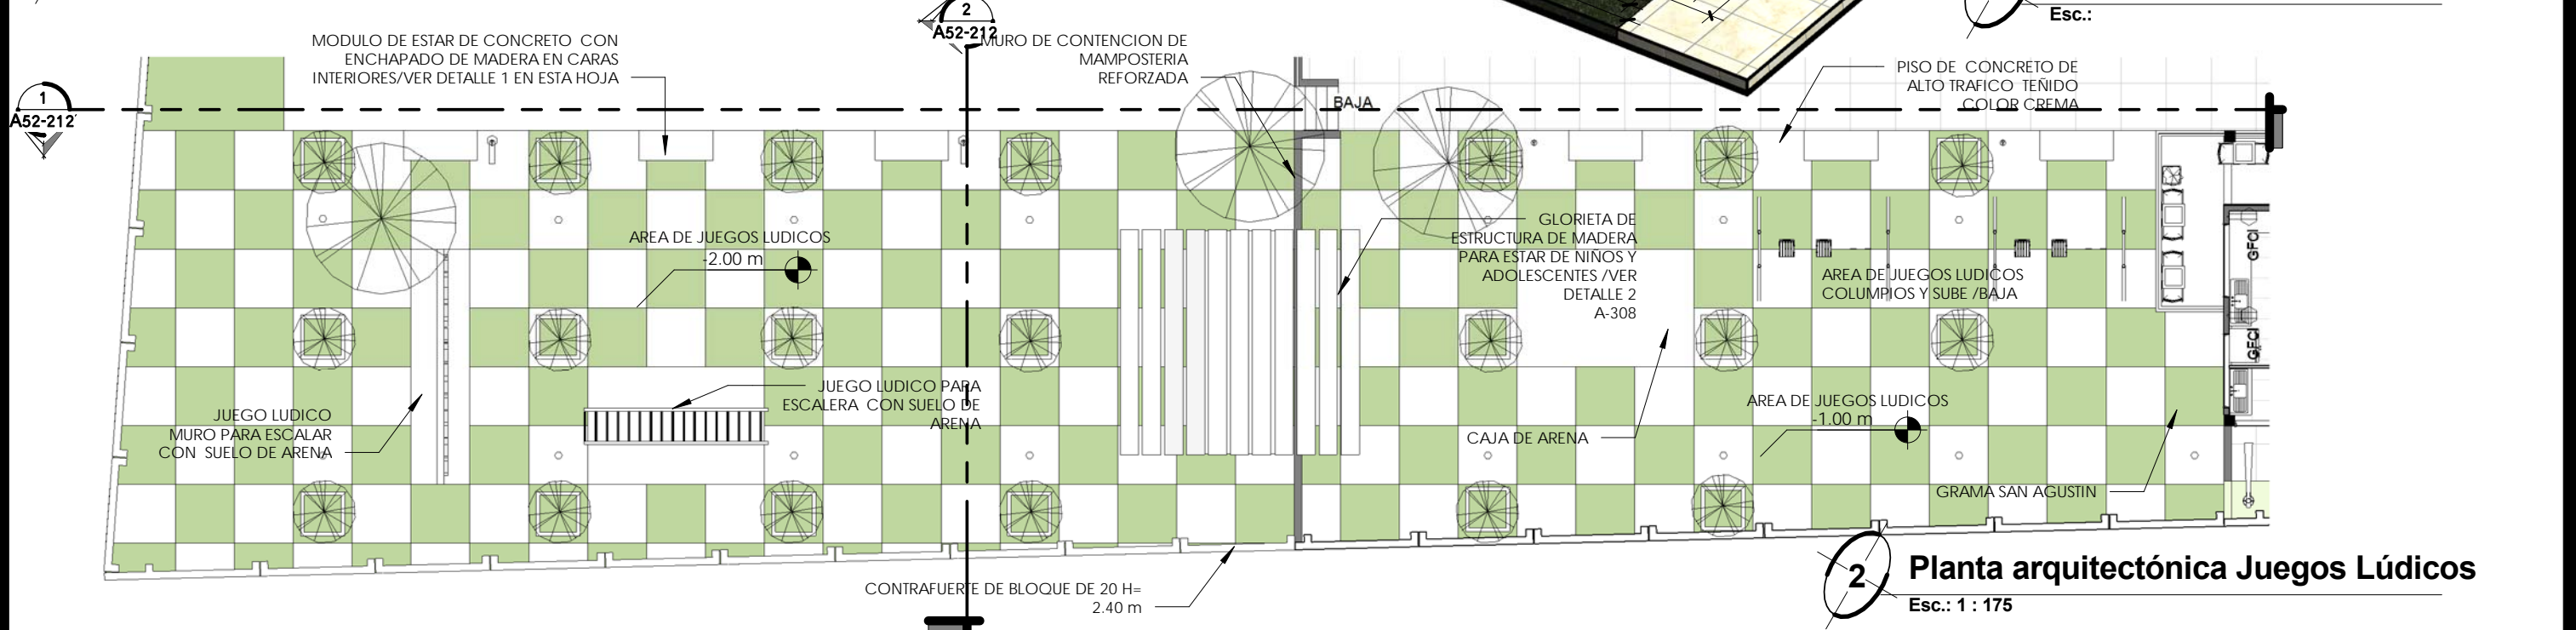 2
A52-212
Esc.:
MODULO DE ESTAR DE CONCRETO CON
ENCHAPADO DE MADERA EN CARAS
INTERIORES/VER DETALLE 1 EN ESTA HOJA
MURO DE CONTENCION DE
MAMPOSTERIA
REFORZADA
PISO DE CONCRETO DE
ALTO TRAFICO TEÑIDO
COLOR CREMA
1
A52-212
BAJA
AREA DE JUEGOS LUDICOS
-2.00 m
GLORIETA DE
ESTRUCTURA DE MADERA
PARA ESTAR DE NIÑOS Y
ADOLESCENTES /VER
DETALLE 2
A-308
AREA DE JUEGOS LUDICOS
COLUMPIOS Y SUBE /BAJA
GFCI
GFCI
JUEGO LUDICO PARA
ESCALERA CON SUELO DE
ARENA
JUEGO LUDICO
MURO PARA ESCALAR
CON SUELO DE ARENA
CAJA DE ARENA
AREA DE JUEGOS LUDICOS
-1.00 m
GRAMA SAN AGUSTIN
CONTRAFUERTE DE BLOQUE DE 20 H=
2.40 m
2
Planta arquitectónica Juegos Lúdicos
Esc.: 1 : 175